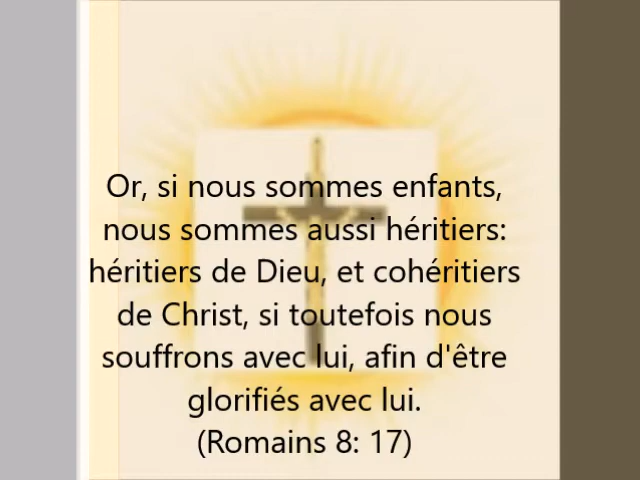 Or, si nous sommes enfants,
nous sommes aussi héritiers:
héritiers de Dieu, et cohéritiers
de Christ, si toutefois nous
souffrons avec lui, afin d'être
glorifiés avec lui.
(Romains 8: 17)